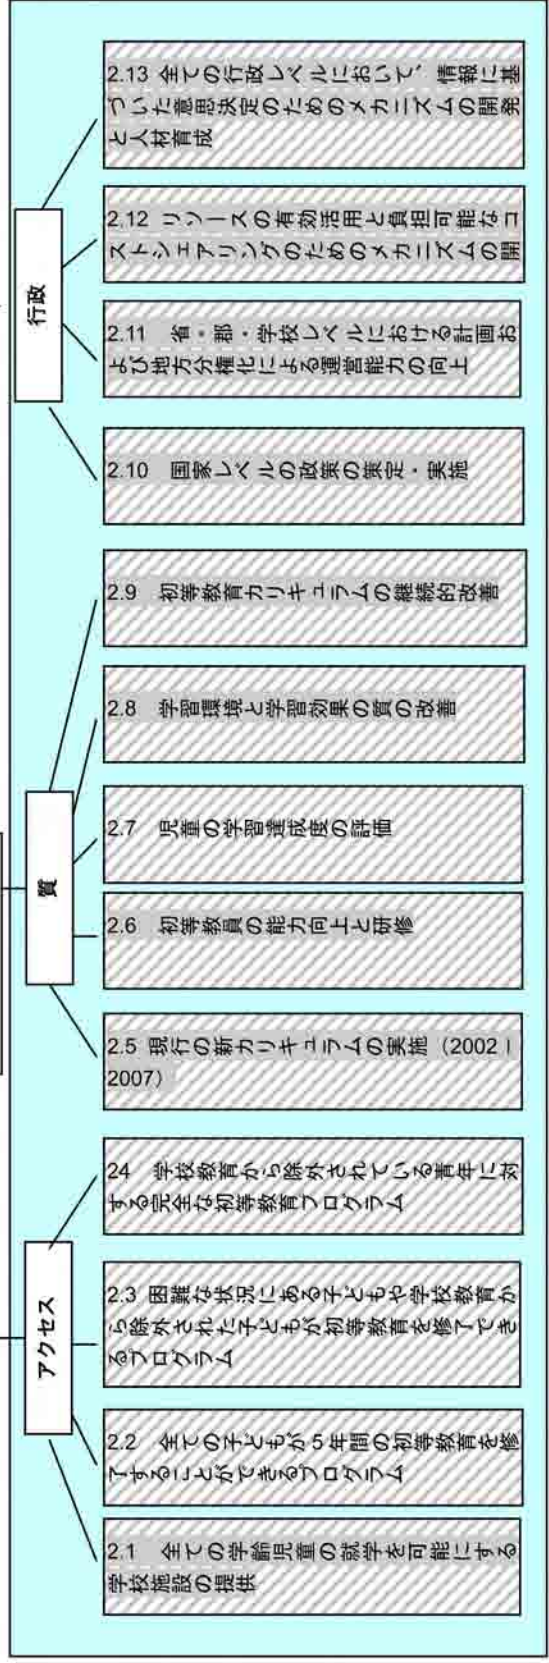 行政
2.13 全ての行政レベルにおいて、情報に基
づいた意思決定のためのメカニズムの開発
と人材育成
2.12 リソースの有効活用と負担可能なコ
ストシェアリングのためのメカニズムの開
2.11 省・郡・学校レベルにおける計画お
よび地方分権化による運営能力の向上
2.10 国家レベルの政策の策定・実施
質
2.9 初等教育カリキュラムの継続的改善
2.8 学習環境と学習効果の質の改善
2.7 児童の学習達成度の評価
2.6 初等教員の能力向上と研修
2.5 現行の新カリキュラムの実施（2002－
2007）
アクセス
24 学校教育から除外されている青年に対
する完全な初等教育プログラム
2.3 困難な状況にある子どもや学校教育か
ら除外された子どもが初等教育を修了でき
るプログラム
2.2 全ての子どもが5年間の初等教育を修
了することができるプログラム
2.1 全ての学齢児童の就学を可能にする
学校施設の提供